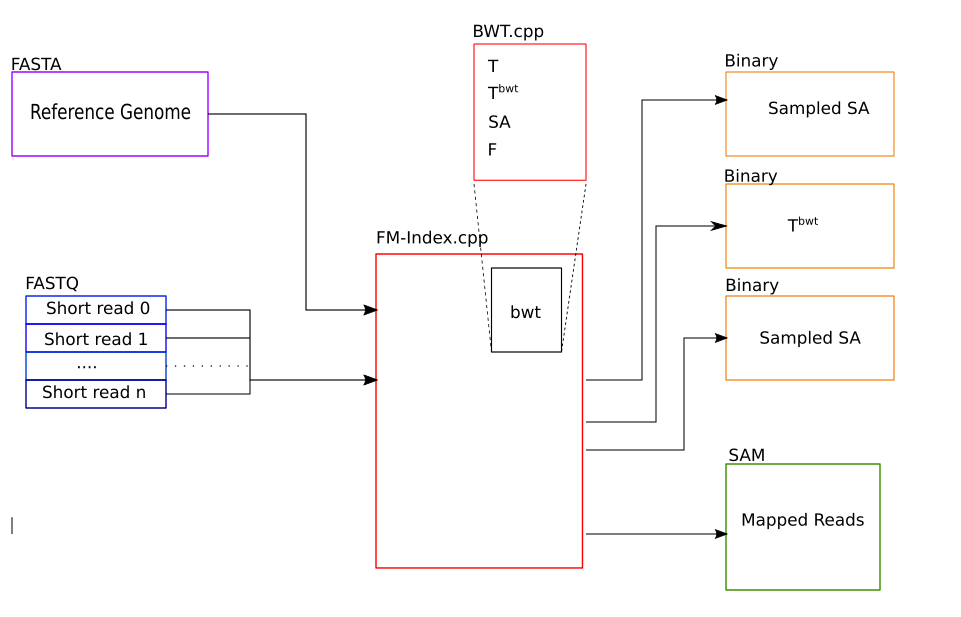 BWT.cpp
T
T^bwt
SA
F
FASTA
Reference Genome
FM-Index.cpp
bwt
FASTQ
Short read 0
Short read 1
....
Short read n
Binary
Sampled SA
Binary
T^bwt
Binary
Sampled SA
SAM
Mapped Reads